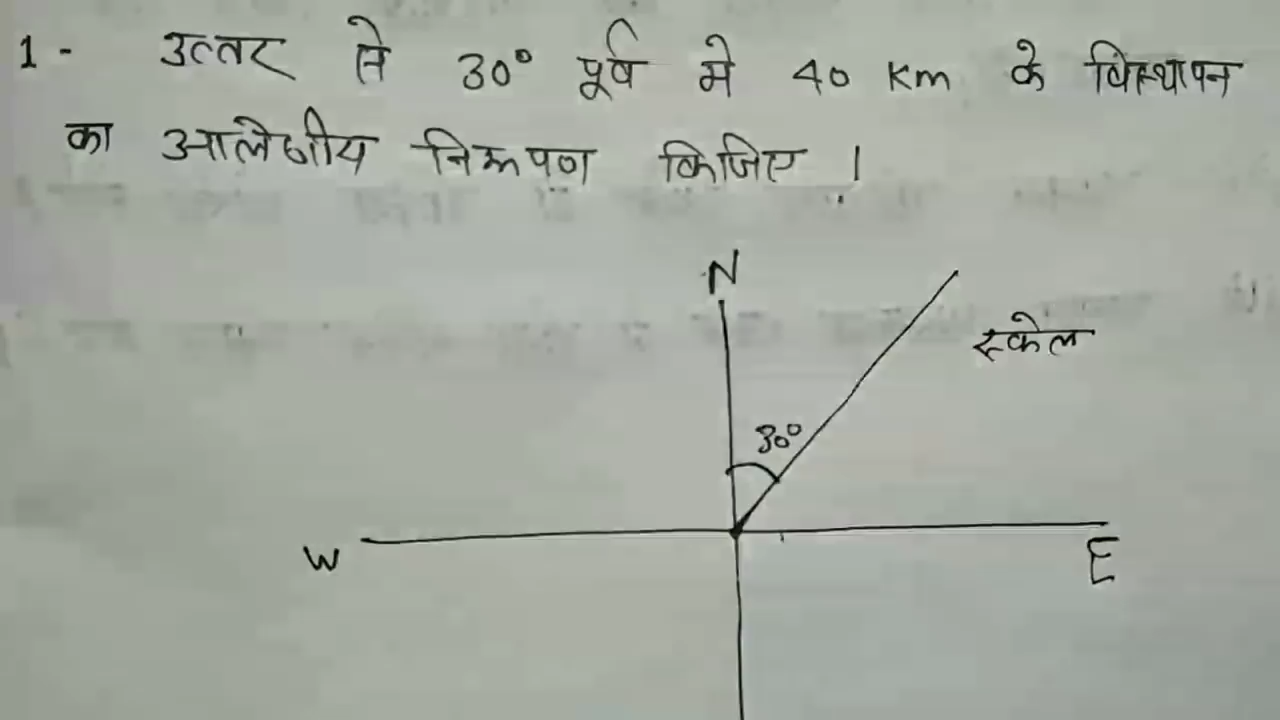 1- उत्तर से 30° पूर्व मे 40 km के विस्थापन
का आलेखीय निरूपण किजिए ।
N
स्केल
30°
W
E